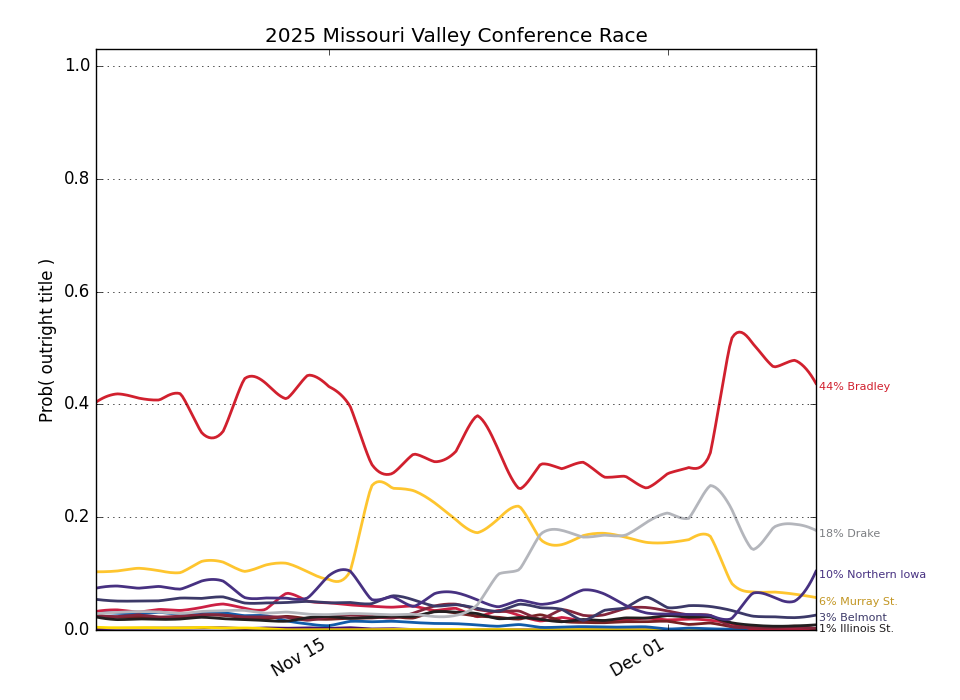 2025 Missouri Valley Conference Race
Prob( outright title )
1.0
0.8
0.6
0.4
0.2
0.0
Nov 15
Dec 01
44% Bradley
18% Drake
10% Northern Iowa
6% Murray St.
3% Belmont
1% Illinois St.